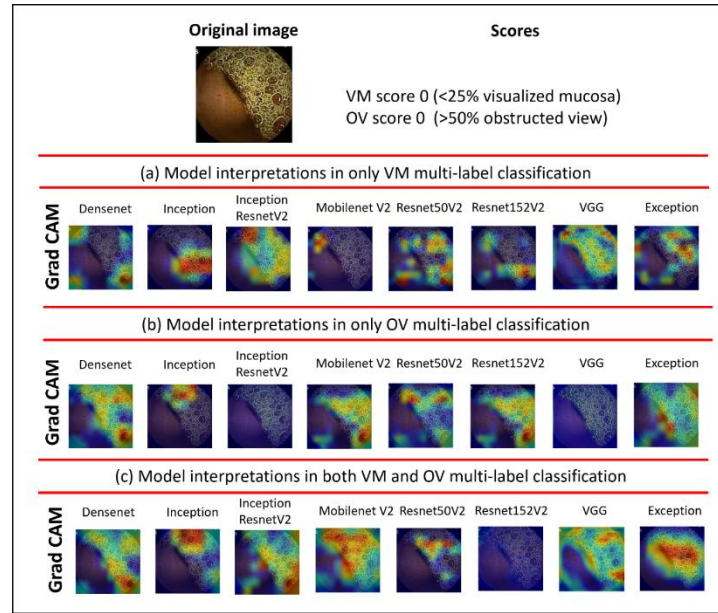 Original image
Scores
VM score 0 (<25% visualized mucosa)
OV score 0 (>50% obstructed view)
(a) Model interpretations in only VM multi-label classification
Grad CAM
Densenet
Inception
Inception
ResnetV2
Mobilenet V2
Resnet50V2
Resnet152V2
VGG
Exception
(b) Model interpretations in only OV multi-label classification
Grad CAM
Densenet
Inception
Inception
ResnetV2
Mobilenet V2
Resnet50V2
Resnet152V2
VGG
Exception
(c) Model interpretations in both VM and OV multi-label classification
Grad CAM
Densenet
Inception
Inception
ResnetV2
Mobilenet V2
Resnet50V2
Resnet152V2
VGG
Exception